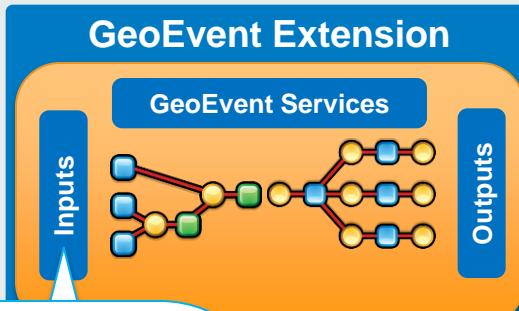 GeoEvent Extension
GeoEvent Services
Inputs
Outputs